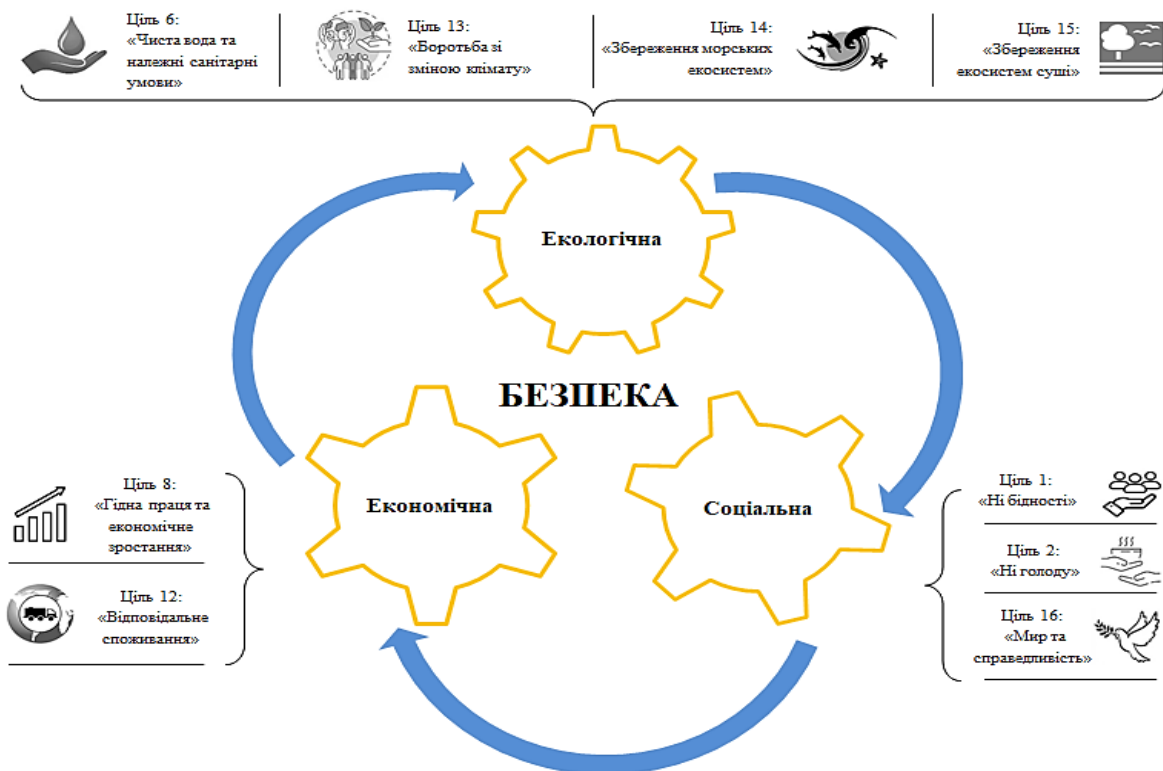 Ціль 6:
«Чиста вода та
належні санітарні
умови»
Ціль 13:
«Боротьба зі
зміною клімату»
Ціль 14:
«Збереження морських
екосистем»
Ціль 15:
«Збереження
екосистем суші»
Екологічна
БЕЗПЕКА
Економічна
Соціальна
Ціль 8:
«Гідна праця та
економічне
зростання»
Ціль 12:
«Відповідальне
споживання»
Ціль 1:
«Ні бідності»
Ціль 2:
«Ні голоду»
Ціль 16:
«Мир та
справедливість»